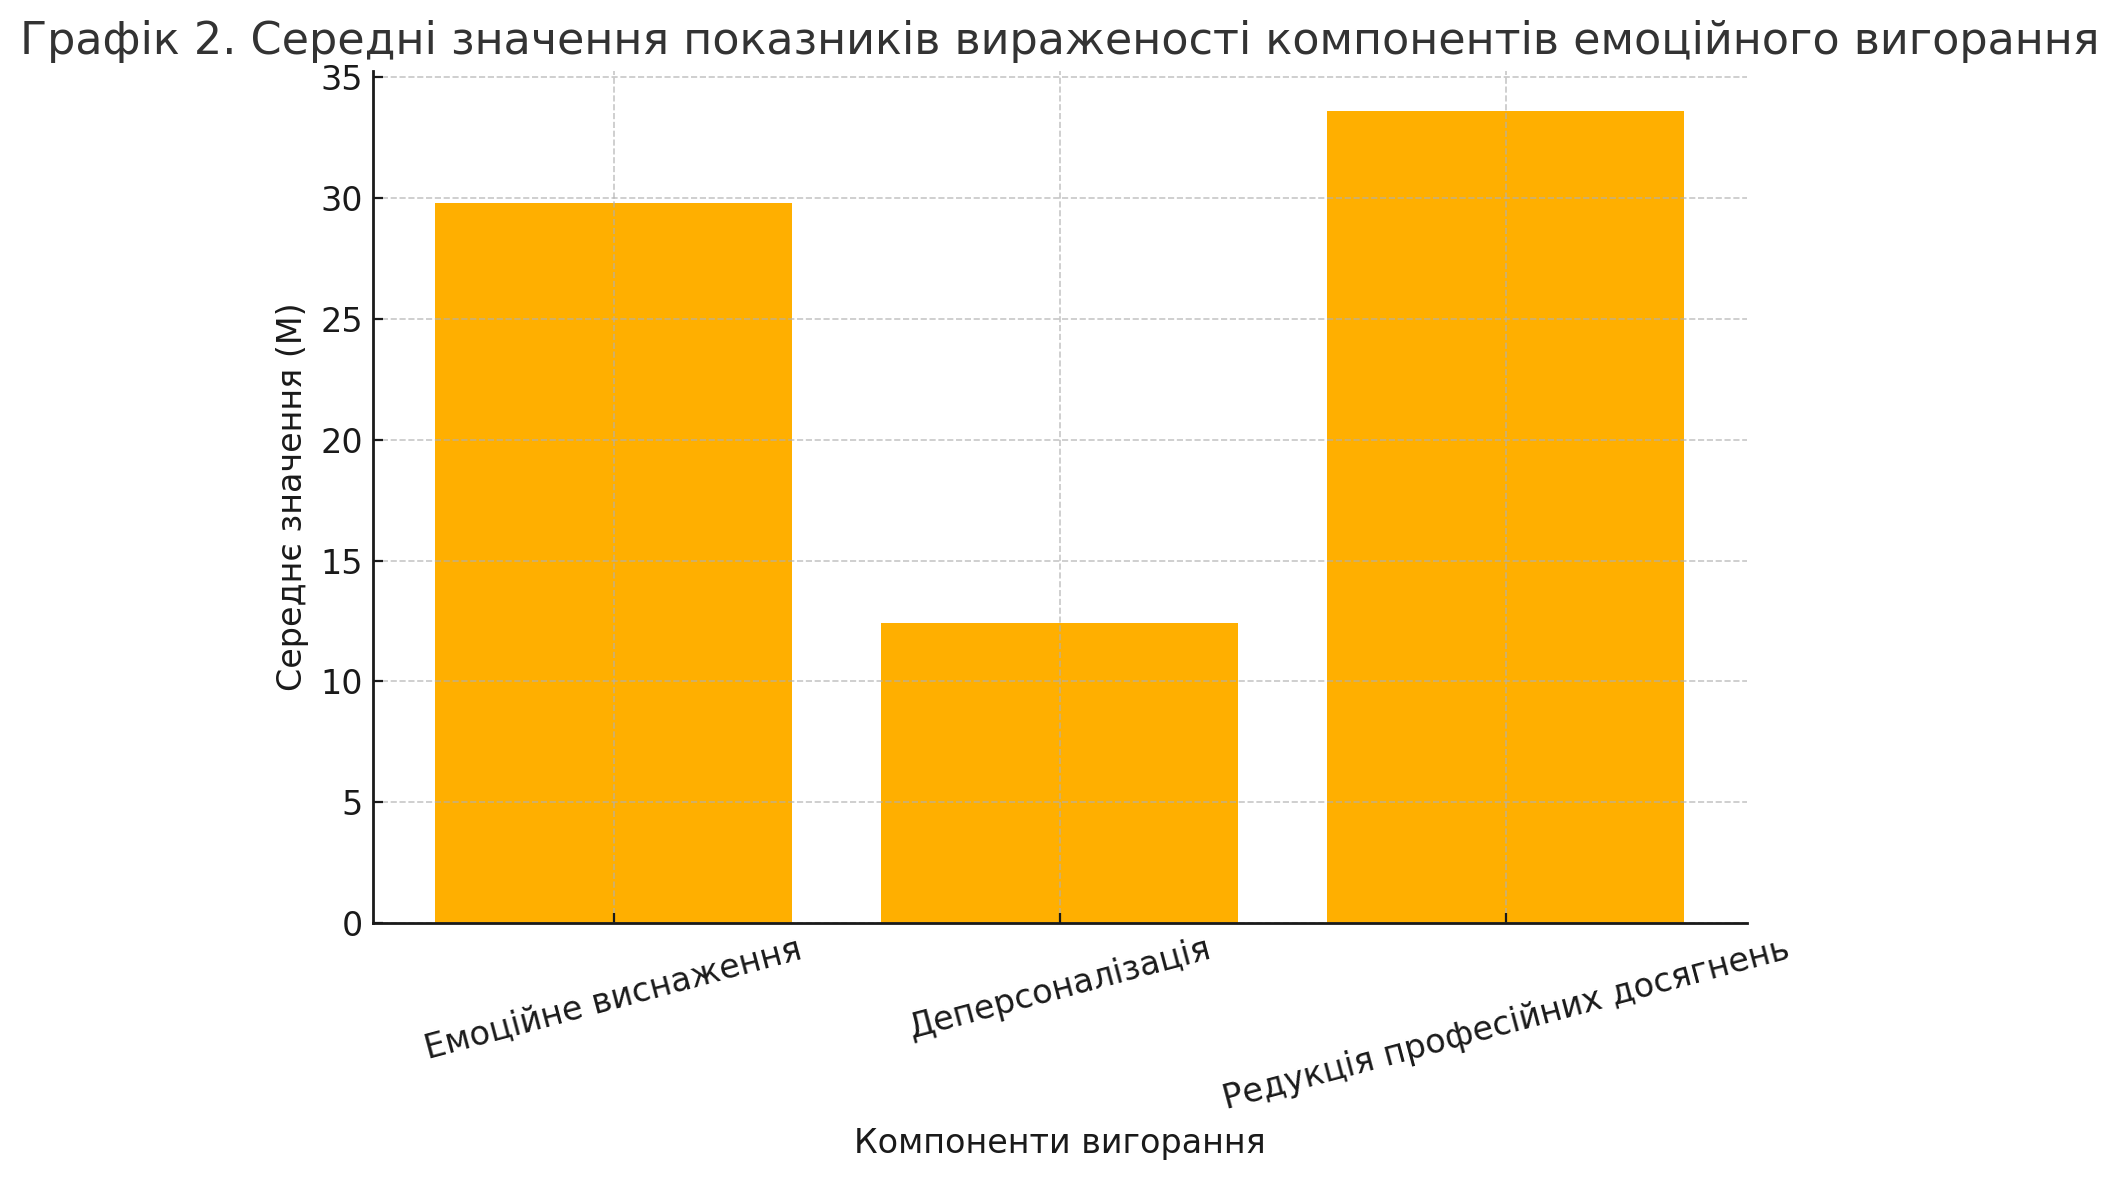 Графік 2. Середні значення показників вираженості компонентів емоційного вигорання
35
30
25
20
15
10
5
0
Середнє значення (M)
Емоційне виснаження
Деперсоналізація
Редукція професійних досягнень
Компоненти вигорання